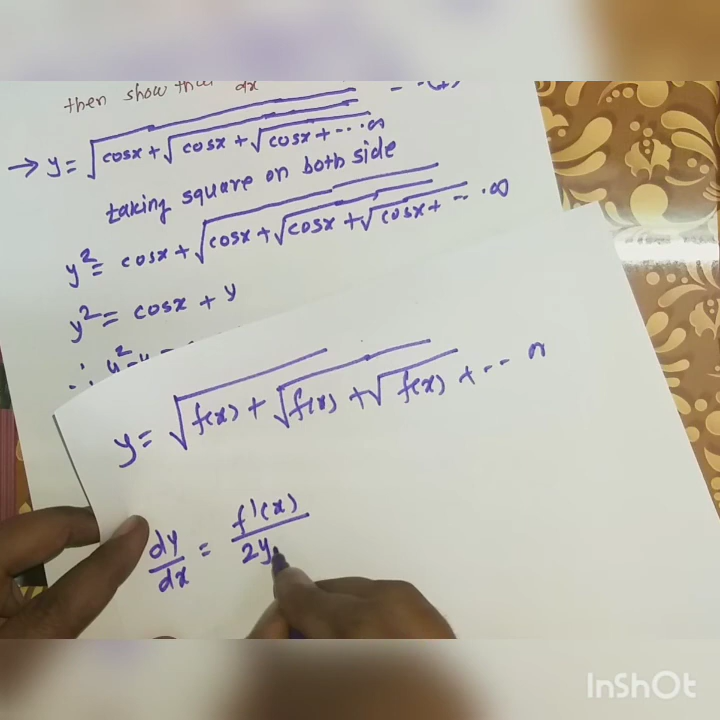 then show that dx
→ y = √cosx + √cosx + √cosx + ... ∞
taking square on both side
y² = cosx + √cosx + √cosx + √cosx + ... ∞
y² = cosx + y
∴ y² - y =
y = √f(x) + √f(x) + √f(x) + ... ∞
dy/dx = f'(x)/2y
InShOt